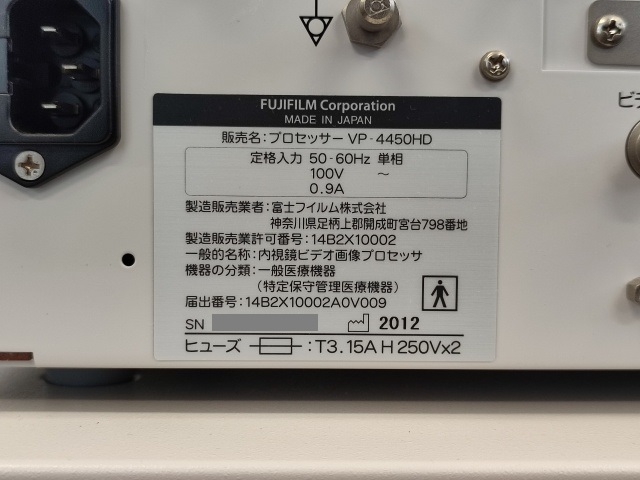 FUJIFILM Corporation
MADE IN JAPAN
販売名：プロセッサー VP-4450HD
定格入力 50-60Hz 単相
100V ～
0.9A
製造販売業者：富士フイルム株式会社
神奈川県足柄上郡開成町宮台798番地
製造販売業許可番号：14B2X10002
一般的名称：内視鏡ビデオ画像プロセッサ
機器の分類：一般医療機器
（特定保守管理医療機器）
届出番号：14B2X10002A0V009
SN
2012
ヒューズ ：T3.15A H 250Vx2
ビデ